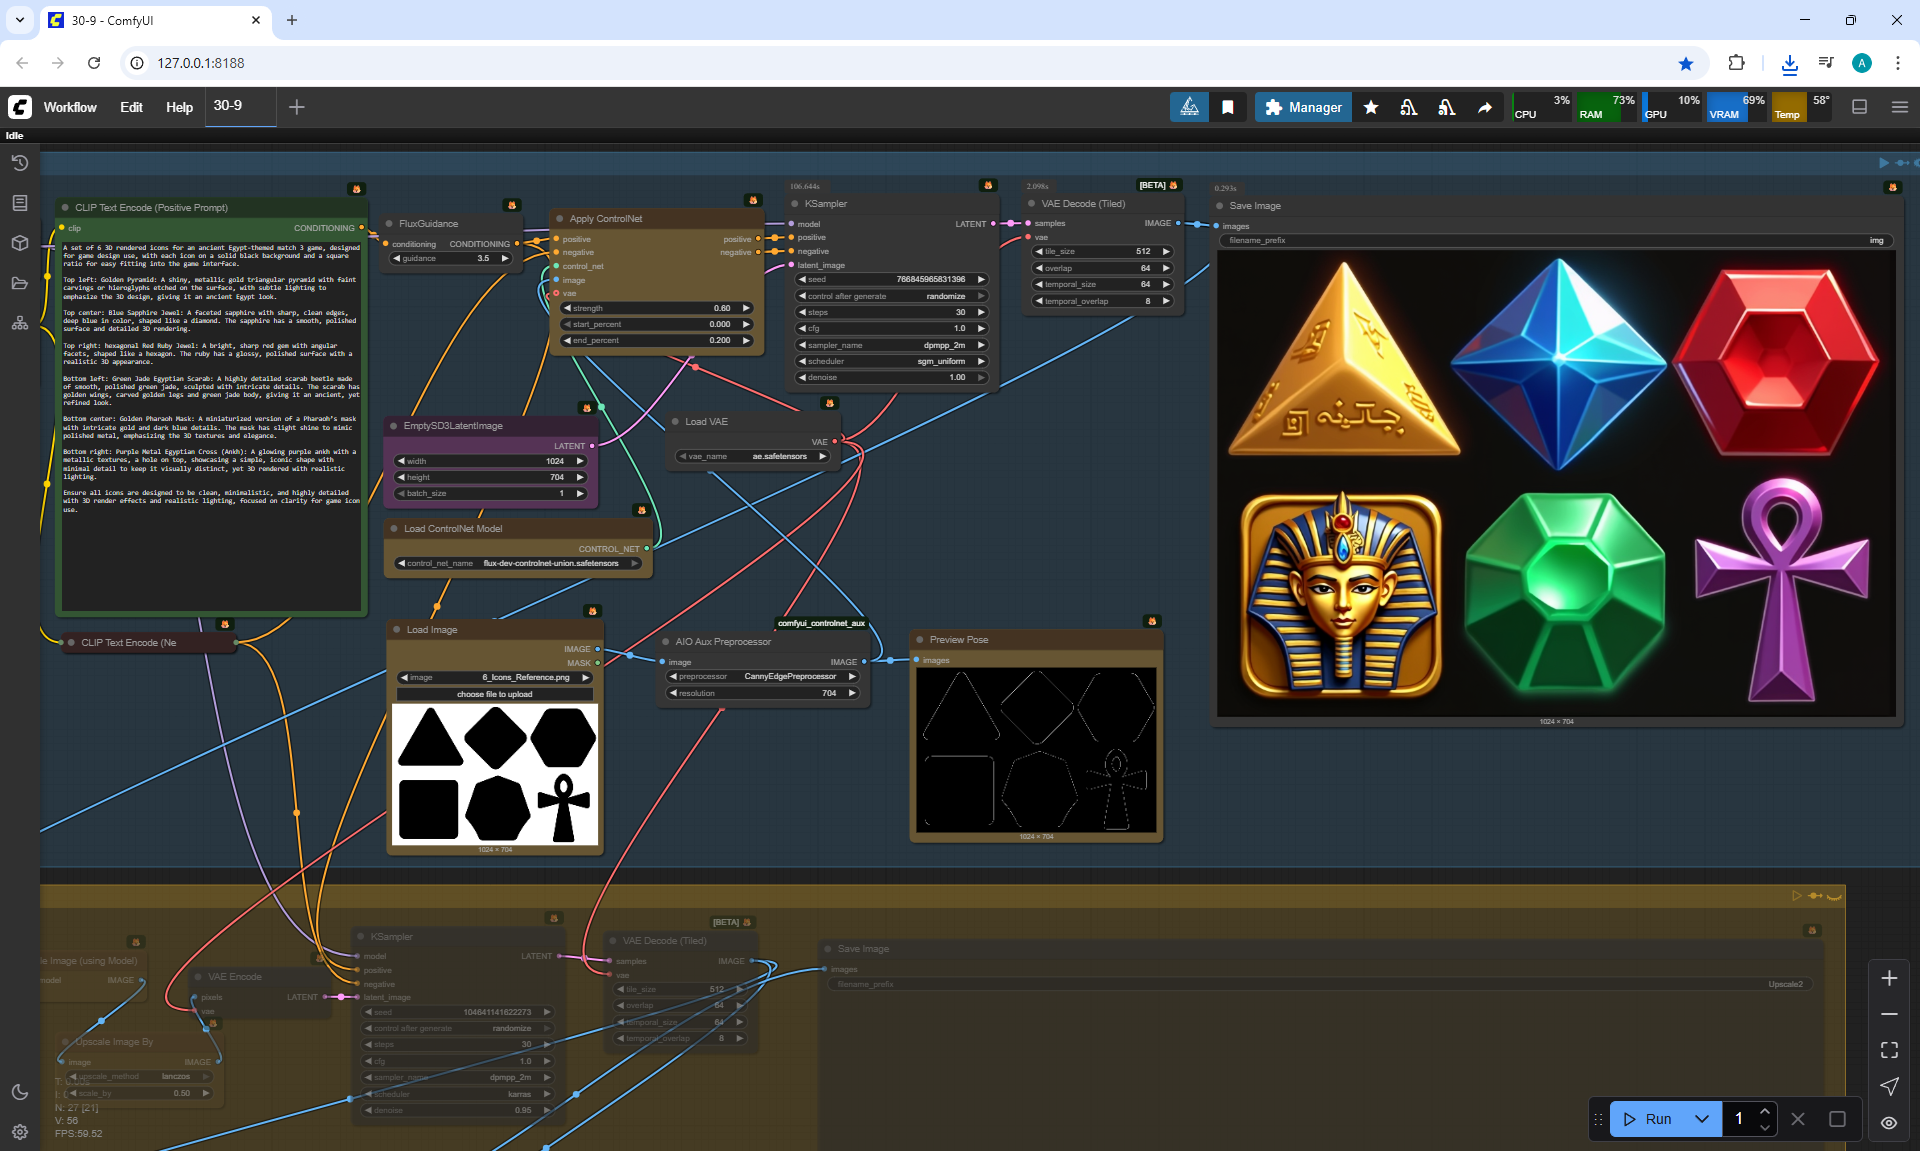 30-9 - ComfyUI
127.0.0.1:8188
A
Workflow
Edit
Help
30-9
Manager
3%
CPU
73%
RAM
10%
GPU
69%
VRAM
58°
Temp
Idle
CLIP Text Encode (Positive Prompt)
clip
CONDITIONING
A set of 6 3D rendered icons for an ancient Egypt-themed match 3 game, designed
for game design use, with each icon on a solid black background and a square
ratio for easy fitting into the game interface.
Top left: Golden Pyramid: A shiny, metallic gold triangular pyramid with faint
carvings or hieroglyphs etched on the surface, with subtle lighting to
emphasize the 3D design, giving it an ancient Egypt look.
Top center: Blue Sapphire Jewel: A faceted sapphire with sharp, clean edges,
deep blue in color, shaped like a diamond. The sapphire has a smooth, polished
surface and detailed 3D rendering.
Top right: hexagonal Red Ruby Jewel: A bright, sharp red gem with angular
facets, shaped like a hexagon. The ruby has a glossy, polished surface with a
realistic 3D appearance.
Bottom left: Green Jade Egyptian Scarab: A highly detailed scarab beetle made
of smooth, polished green jade, sculpted with intricate details. The scarab has
golden wings, carved golden legs and green jade body, giving it an ancient, yet
refined look.
Bottom center: Golden Pharaoh Mask: A miniaturized version of a Pharaoh's mask
with intricate gold and dark blue details. The mask has slight shine to mimic
polished metal, emphasizing the 3D textures and elegance.
Bottom right: Purple Metal Egyptian Cross (Ankh): A glowing purple ankh with a
metallic textures, a hole on top, showcasing a simple, iconic shape with
minimal detail to keep it visually distinct, yet 3D rendered with realistic
lighting.
Ensure all icons are designed to be clean, minimalistic, and highly detailed
with 3D render effects and realistic lighting, focused on clarity for game icon
use.
CLIP Text Encode (Ne
FluxGuidance
conditioning
CONDITIONING
guidance
3.5
Apply ControlNet
positive
positive
negative
negative
control_net
image
vae
strength
0.60
start_percent
0.000
end_percent
0.200
EmptySD3LatentImage
LATENT
width
1024
height
704
batch_size
1
Load ControlNet Model
CONTROL_NET
control_net_name
flux-dev-controlnet-union.safetensors
Load VAE
VAE
vae_name
ae.safetensors
106.644s
KSampler
model
LATENT
positive
negative
latent_image
seed
766845965831396
control after generate
randomize
steps
30
cfg
1.0
sampler_name
dpmpp_2m
scheduler
sgm_uniform
denoise
1.00
2.098s
[BETA]
VAE Decode (Tiled)
samples
IMAGE
vae
tile_size
512
overlap
64
temporal_size
64
temporal_overlap
8
0.293s
Save Image
images
filename_prefix
img
1024 × 704
Load Image
IMAGE
MASK
image
6_Icons_Reference.png
choose file to upload
1024 × 704
comfyui_controlnet_aux
AIO Aux Preprocessor
image
IMAGE
preprocessor
CannyEdgePreprocessor
resolution
704
Preview Pose
images
1024 × 704
le Image (using Model)
model
IMAGE
VAE Encode
pixels
LATENT
vae
Upscale Image By
image
IMAGE
upscale_method
lanczos
scale_by
0.50
N: 27 [21]
V: 56
FPS:59.52
KSampler
model
LATENT
positive
negative
latent_image
seed
104641141622273
control after generate
randomize
steps
30
cfg
1.0
sampler_name
dpmpp_2m
scheduler
karras
denoise
0.95
[BETA]
VAE Decode (Tiled)
samples
IMAGE
vae
tile_size
512
overlap
64
temporal_size
64
temporal_overlap
8
Save Image
images
filename_prefix
Upscale2
Run
1